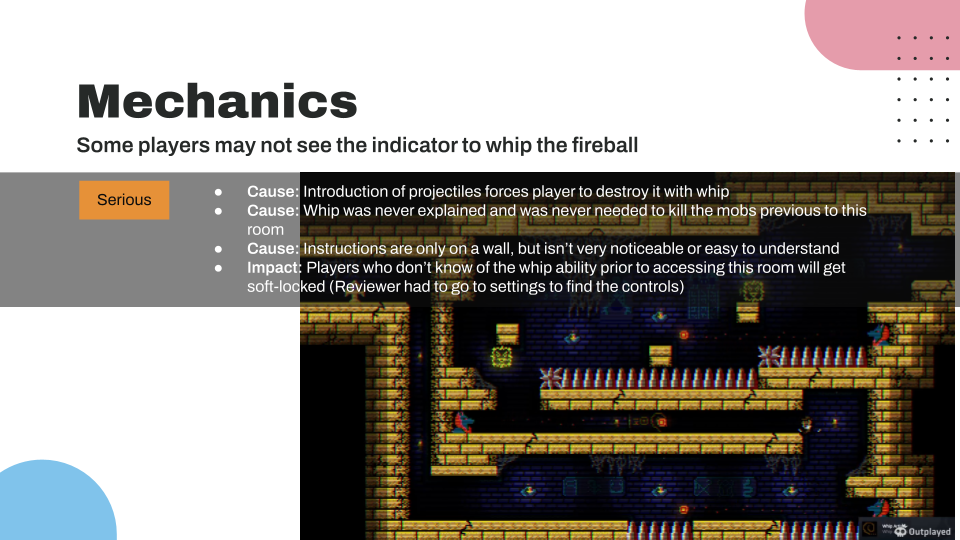 Mechanics
Some players may not see the indicator to whip the fireball
Serious
● Cause: Introduction of projectiles forces player to destroy it with whip
● Cause: Whip was never explained and was never needed to kill the mobs previous to this
room
● Cause: Instructions are only on a wall, but isn’t very noticeable or easy to understand
● Impact: Players who don’t know of the whip ability prior to accessing this room will get
soft-locked (Reviewer had to go to settings to find the controls)
Outplayed